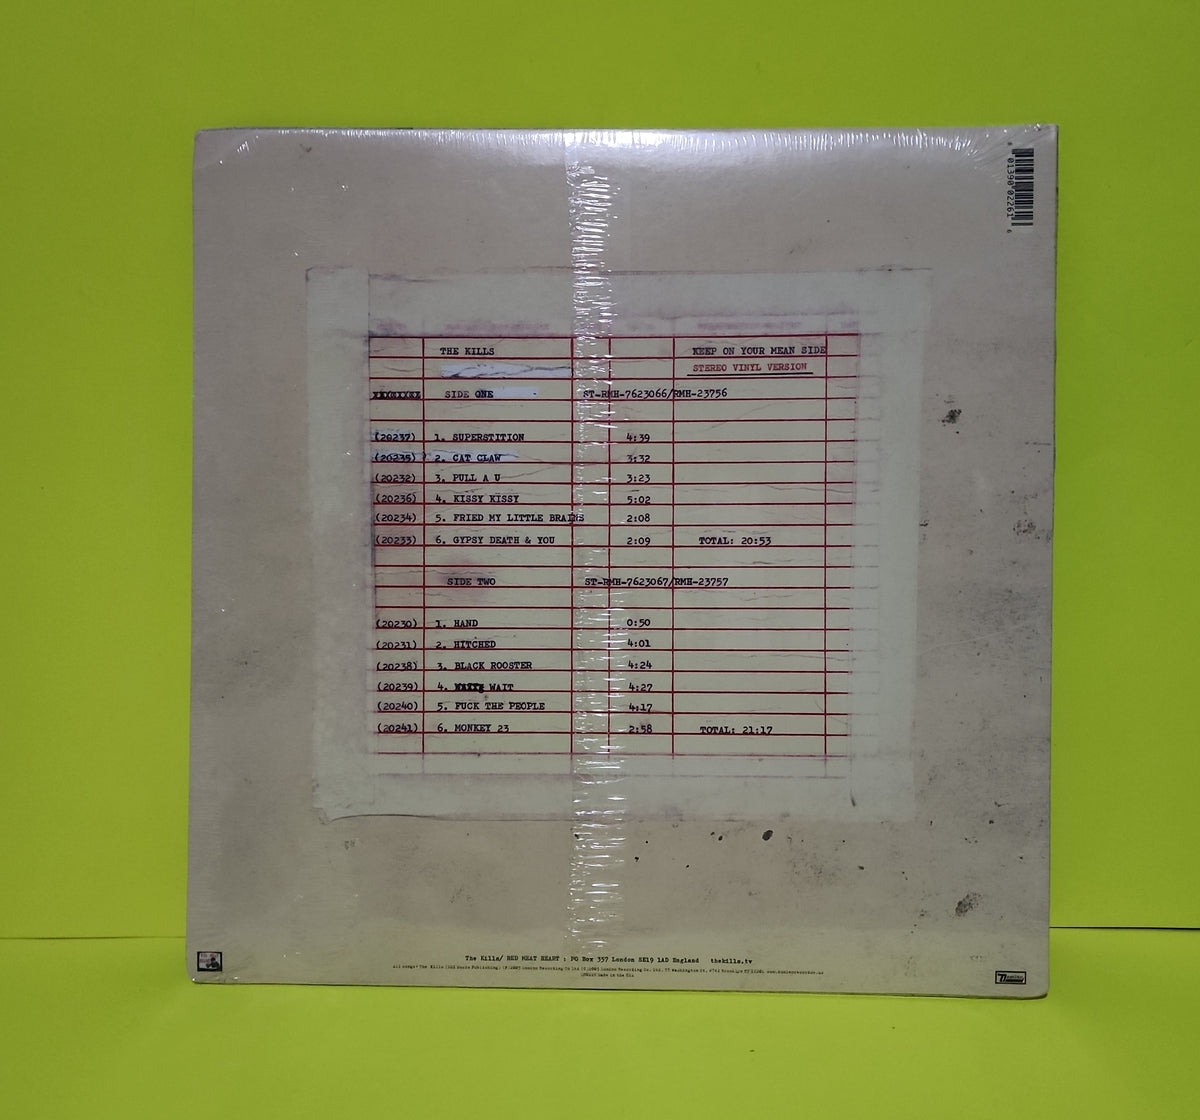 6 01390 02261 6
THE KILLS KEEP ON YOUR MEAN SIDE
STEREO VINYL VERSION
SIDE ONE ST-RMH-7623066/RMH-23756
(20237) 1. SUPERSTITION 4:39
(20235) 2. CAT CLAW 3:32
(20232) 3. PULL A U 3:23
(20236) 4. KISSY KISSY 5:02
(20234) 5. FRIED MY LITTLE BRAINS 2:08
(20233) 6. GYPSY DEATH & YOU 2:09 TOTAL: 20:53
SIDE TWO ST-RMH-7623067/RMH-23757
(20230) 1. HAND 0:50
(20231) 2. HITCHED 4:01
(20238) 3. BLACK ROOSTER 4:24
(20239) 4. WAIT 4:27
(20240) 5. FUCK THE PEOPLE 4:17
(20241) 6. MONKEY 23 2:58 TOTAL: 21:17
The Kills/ RED MEAT HEART : PO Box 357 London SE19 1AD England thekills.tv